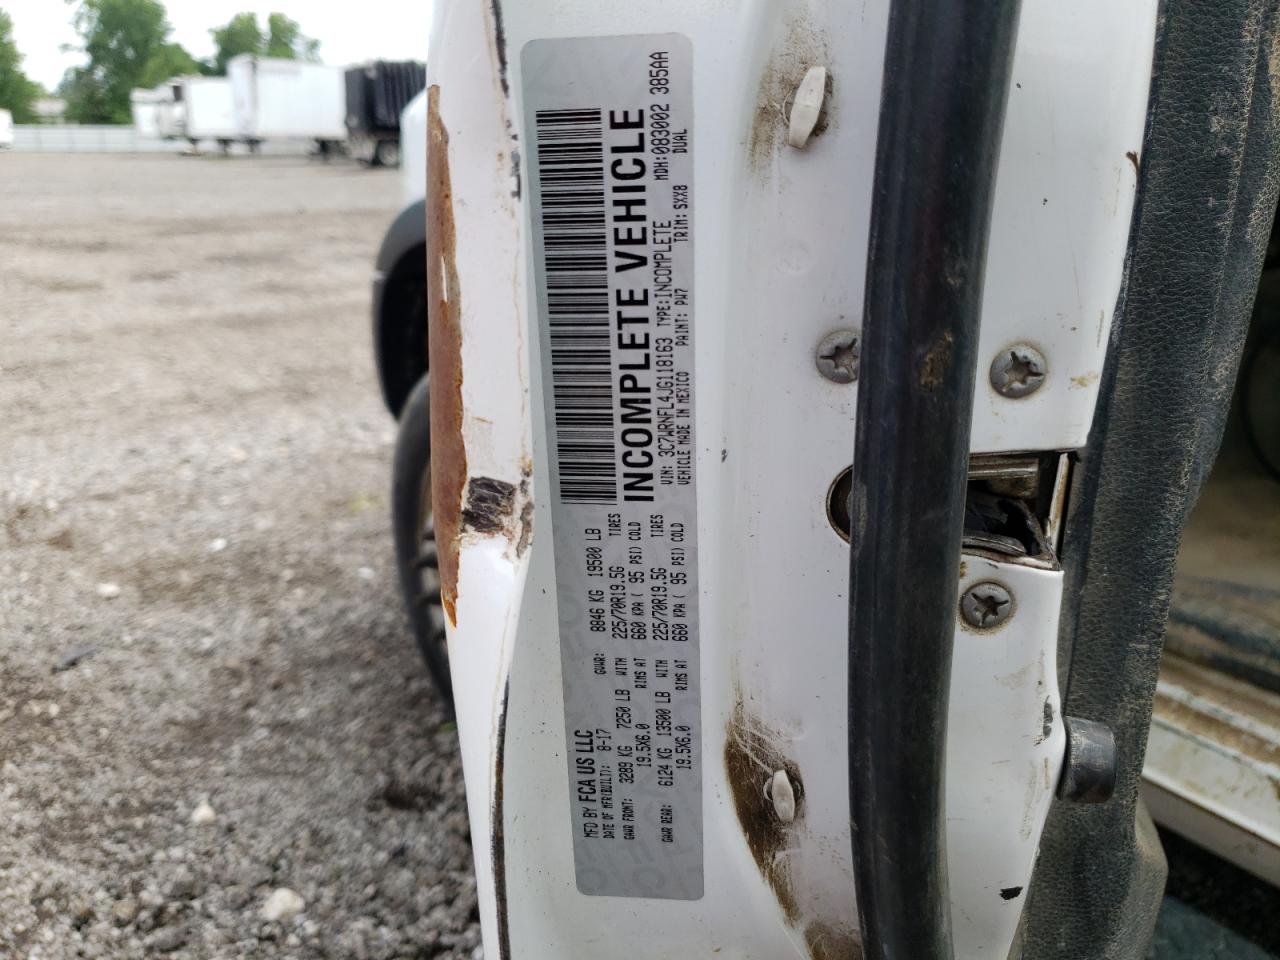 MFD BY FCA US LLC
DATE OF MFR(BUILT): 8-17 GVWR: 8846 KG 19500 LB
GAWR FRONT: 3289 KG 7250 LB WITH 225/70R19.5G TIRES
19.5X6.0 RIMS AT 660 KPA ( 95 PSI) COLD
GAWR REAR: 6124 KG 13500 LB WITH 225/70R19.5G TIRES
19.5X6.0 RIMS AT 660 KPA ( 95 PSI) COLD
INCOMPLETE VEHICLE
VIN: 3C7WRNFL4JG118163 TYPE:INCOMPLETE MDH:083002 385AA
VEHICLE MADE IN MEXICO PAINT: PW7 TRIM: SXX8 DUAL